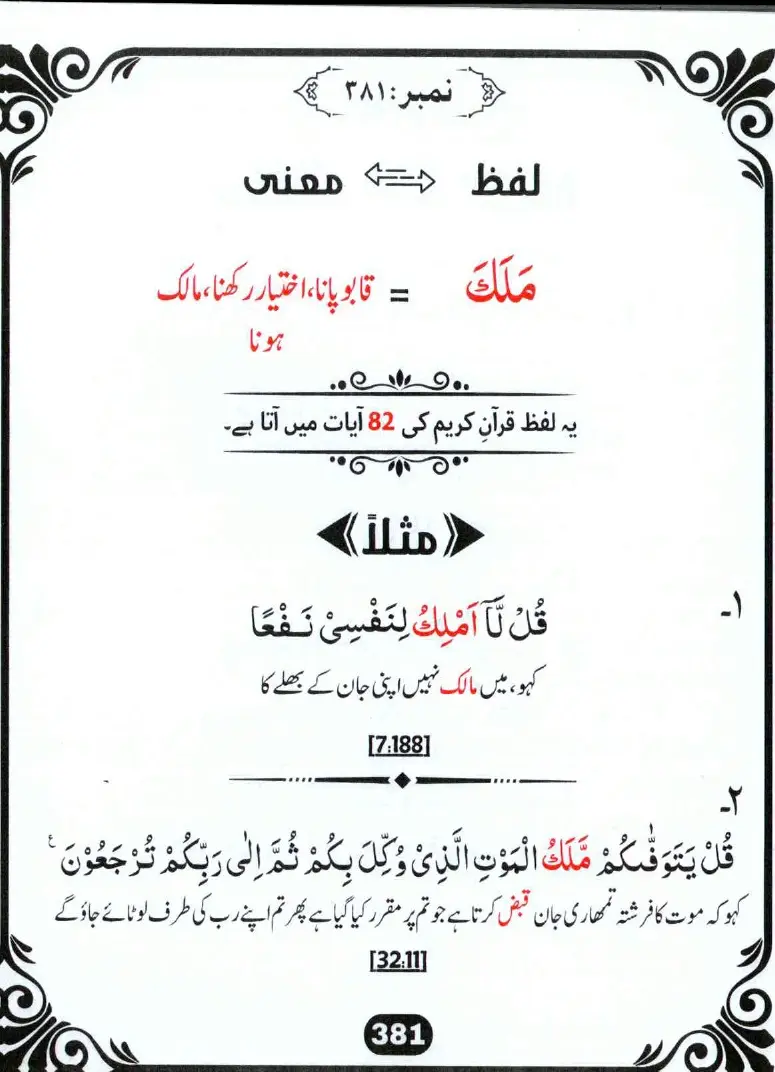 نمبر:۳۸۱
لفظ ⇐⇒ معنی
مَلَكَ = قابو پانا، اختیار رکھنا، مالک
ہونا
یہ لفظ قرآنِ کریم کی 82 آیات میں آتا ہے۔
مثلاً
۱۔
قُلْ لَّآ اَمْلِكُ لِنَفْسِیْ نَـفْعًا
کہو، میں مالک نہیں اپنی جان کے بھلے کا
[7:188]
۲۔
قُلْ یَتَوَفّٰىكُمْ مَّلَكُ الْمَوْتِ الَّذِیْ وُكِّلَ بِكُمْ ثُمَّ اِلٰى رَبِّكُمْ تُرْجَعُوْنَ ۧ
کہو کہ موت کا فرشتہ تمھاری جان قبض کرتا ہے جو تم پر مقرر کیا گیا ہے پھر تم اپنے رب کی طرف لوٹائے جاؤ گے
[32:11]
381